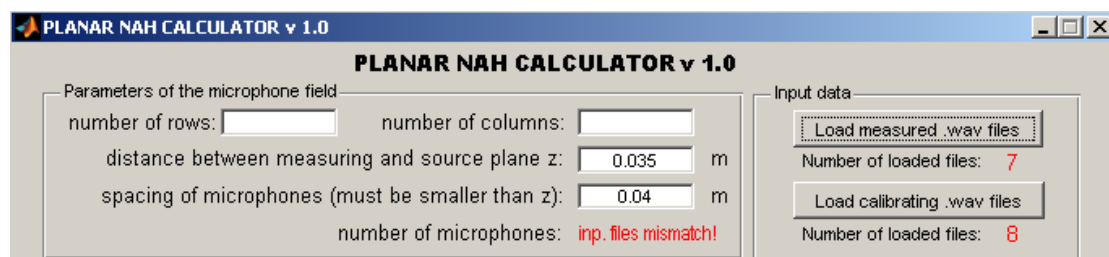 PLANAR NAH CALCULATOR v 1.0
PLANAR NAH CALCULATOR v 1.0
Parameters of the microphone field
number of rows: number of columns:
distance between measuring and source plane z: 0.035 m
spacing of microphones (must be smaller than z): 0.04 m
number of microphones: inp. files mismatch!
Input data
Load measured .wav files
Number of loaded files: 7
Load calibrating .wav files
Number of loaded files: 8